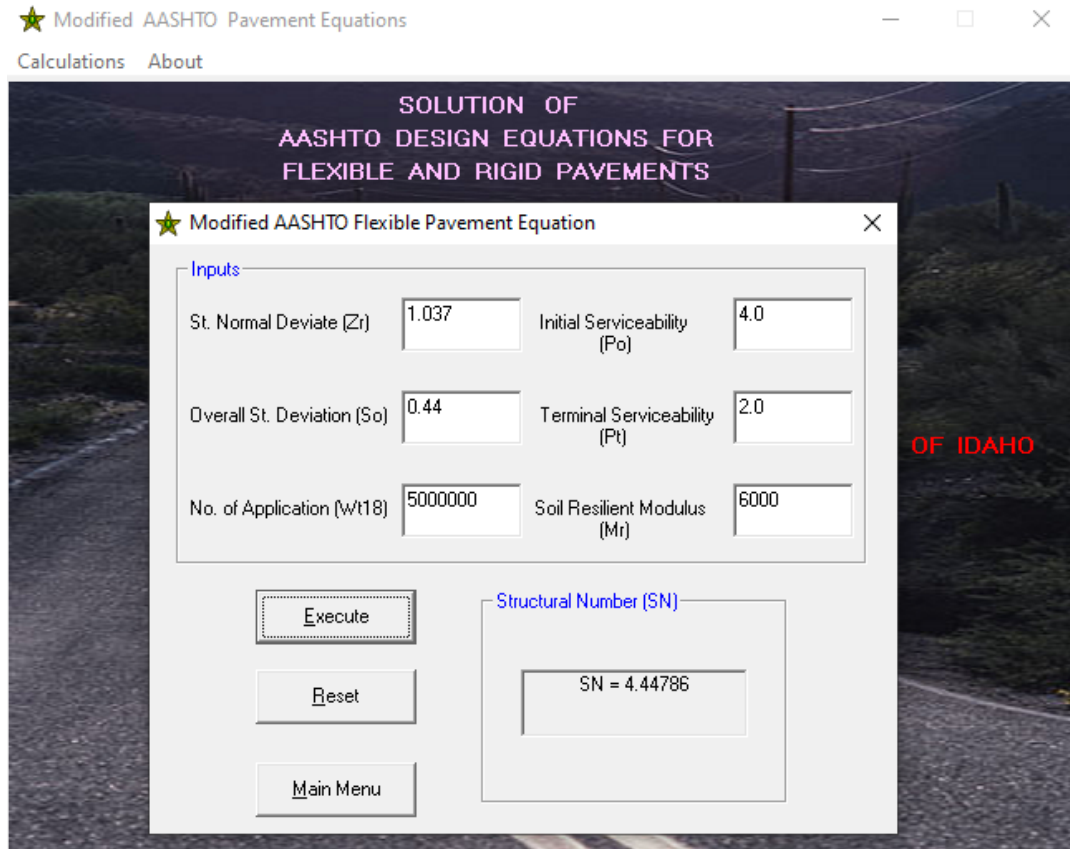 Modified AASHTO Pavement Equations
Calculations About
SOLUTION OF
AASHTO DESIGN EQUATIONS FOR
FLEXIBLE AND RIGID PAVEMENTS
Modified AASHTO Flexible Pavement Equation
Inputs
St. Normal Deviate (Zr) 1.037 Initial Serviceability 4.0
(Po)
Overall St. Deviation (So) 0.44 Terminal Serviceability 2.0
(Pt)
OF IDAHO
No. of Application (Wt18) 5000000 Soil Resilient Modulus 6000
(Mr)
Execute
Structural Number (SN)
Reset
SN = 4.44786
Main Menu